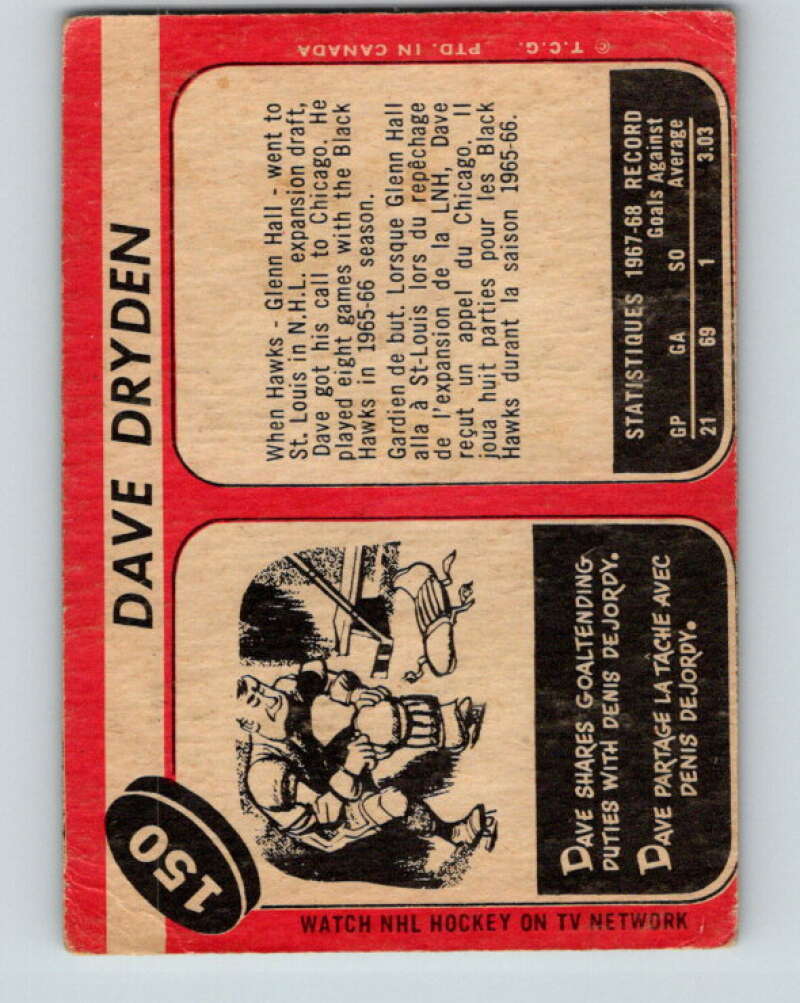 150
DAVE DRYDEN
When Hawks - Glenn Hall - went to
St. Louis in N.H.L. expansion draft,
Dave got his call to Chicago. He
played eight games with the Black
Hawks in 1965-66 season.
Gardien de but. Lorsque Glenn Hall
alla à St-Louis lors du repêchage
de l'expansion de la LNH, Dave
reçut un appel du Chicago. Il
joua huit parties pour les Black
Hawks durant la saison 1965-66.
STATISTIQUES 1967-68 RECORD
Goals Against
GP GA SO Average
21 69 1 3.03
DAVE SHARES GOALTENDING
DUTIES WITH DENIS DEJORDY.
DAVE PARTAGE LA TACHE AVEC
DENIS DEJORDY.
WATCH NHL HOCKEY ON TV NETWORK
© T.C.G. PTD. IN CANADA